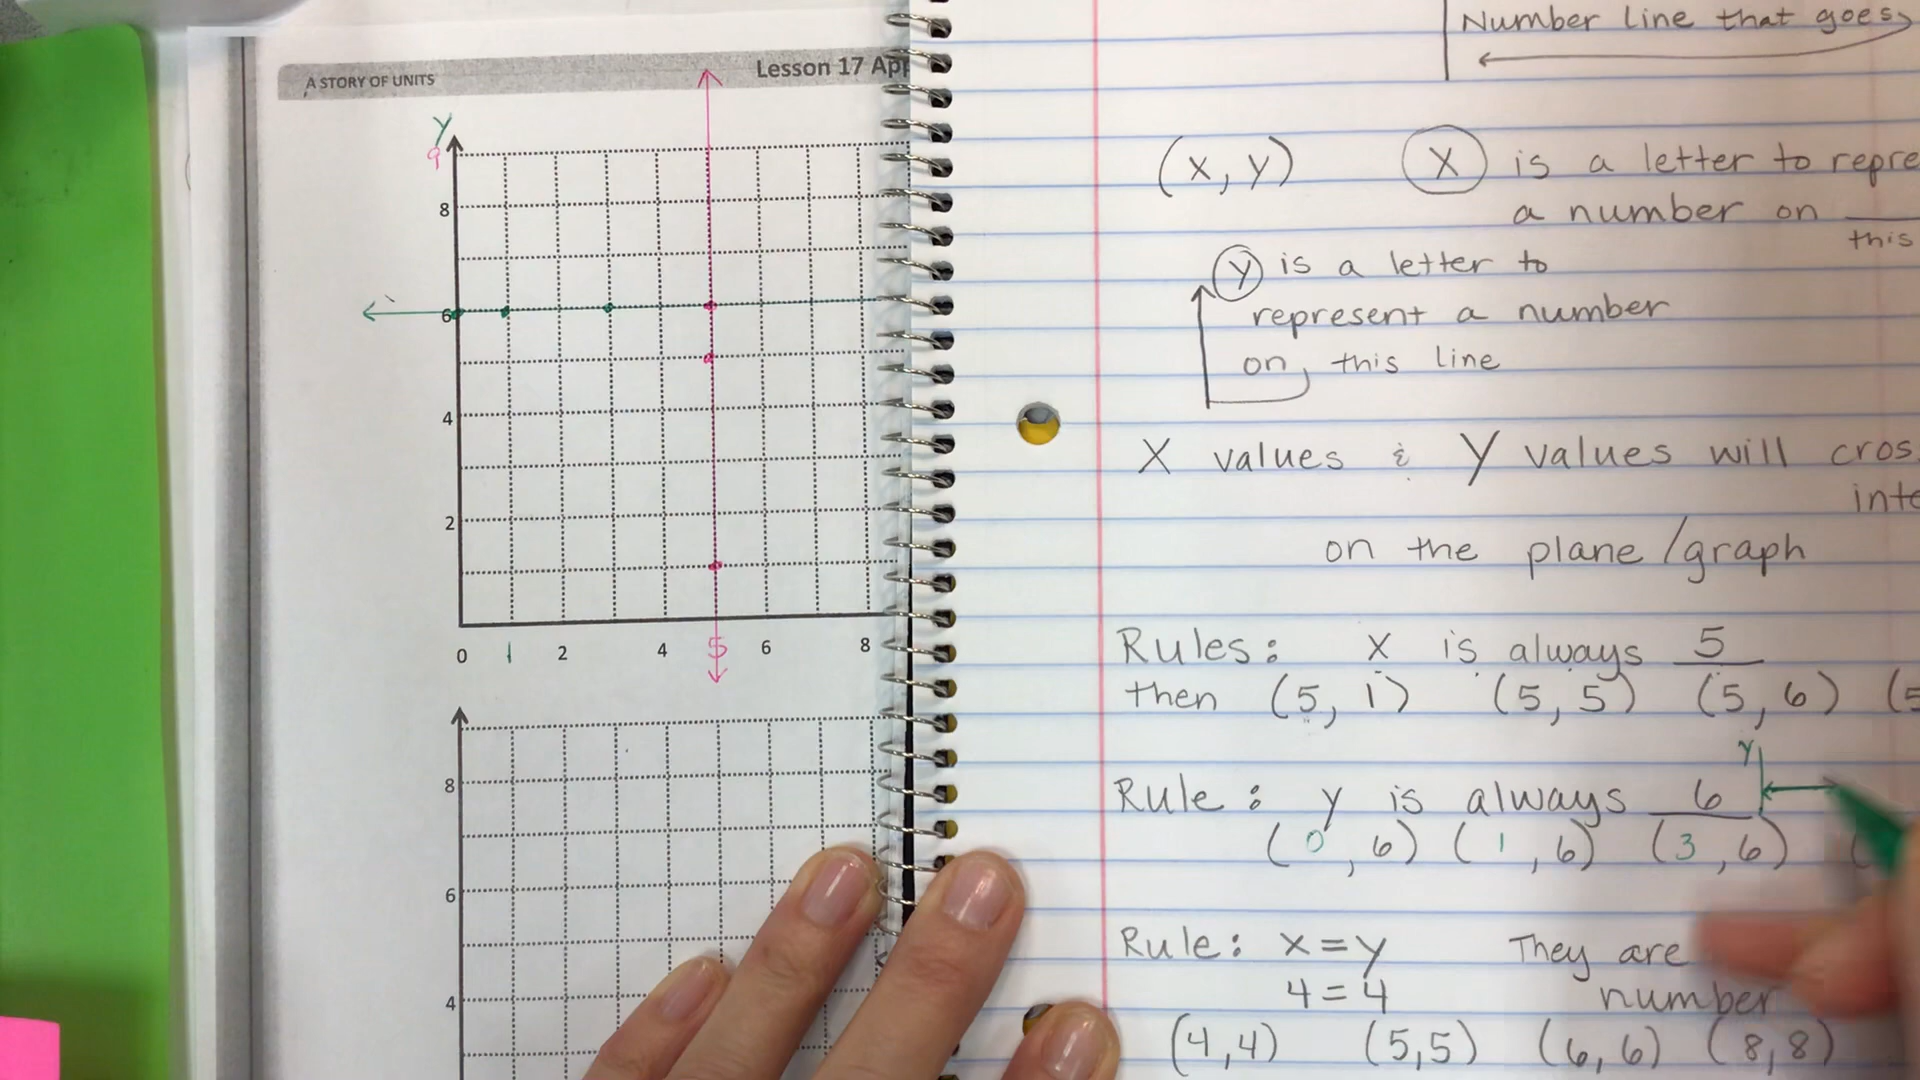 A STORY OF UNITS
Lesson 17
y
9
8
6
4
2
0 1 2 4 5 6 8
8
6
4
Number line that goes
(x, y) X is a letter to
a number on
this
y is a letter to
represent a number
on this line
X values & Y values will
on the plane/graph
Rules: X is always 5
then (5, 1) (5, 5) (5, 6)
y
Rule: y is always 6
(0, 6) (1, 6) (3, 6)
Rule: x = y They are
4 = 4 number
(4,4) (5,5) (6,6) (8,8)